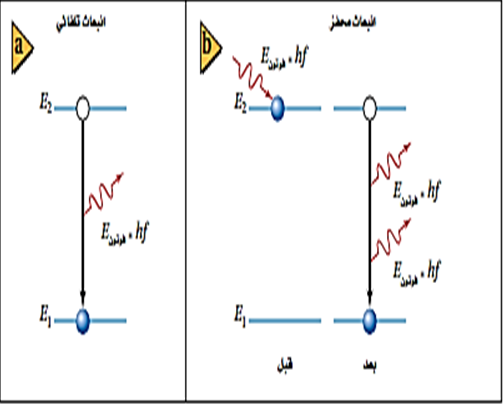 a
انبعاث تلقائي
E₂
E فوتون = hf
E₁
b
انبعاث محفز
E فوتون = hf
E₂
E فوتون = hf
E فوتون = hf
E₁
قبل
بعد